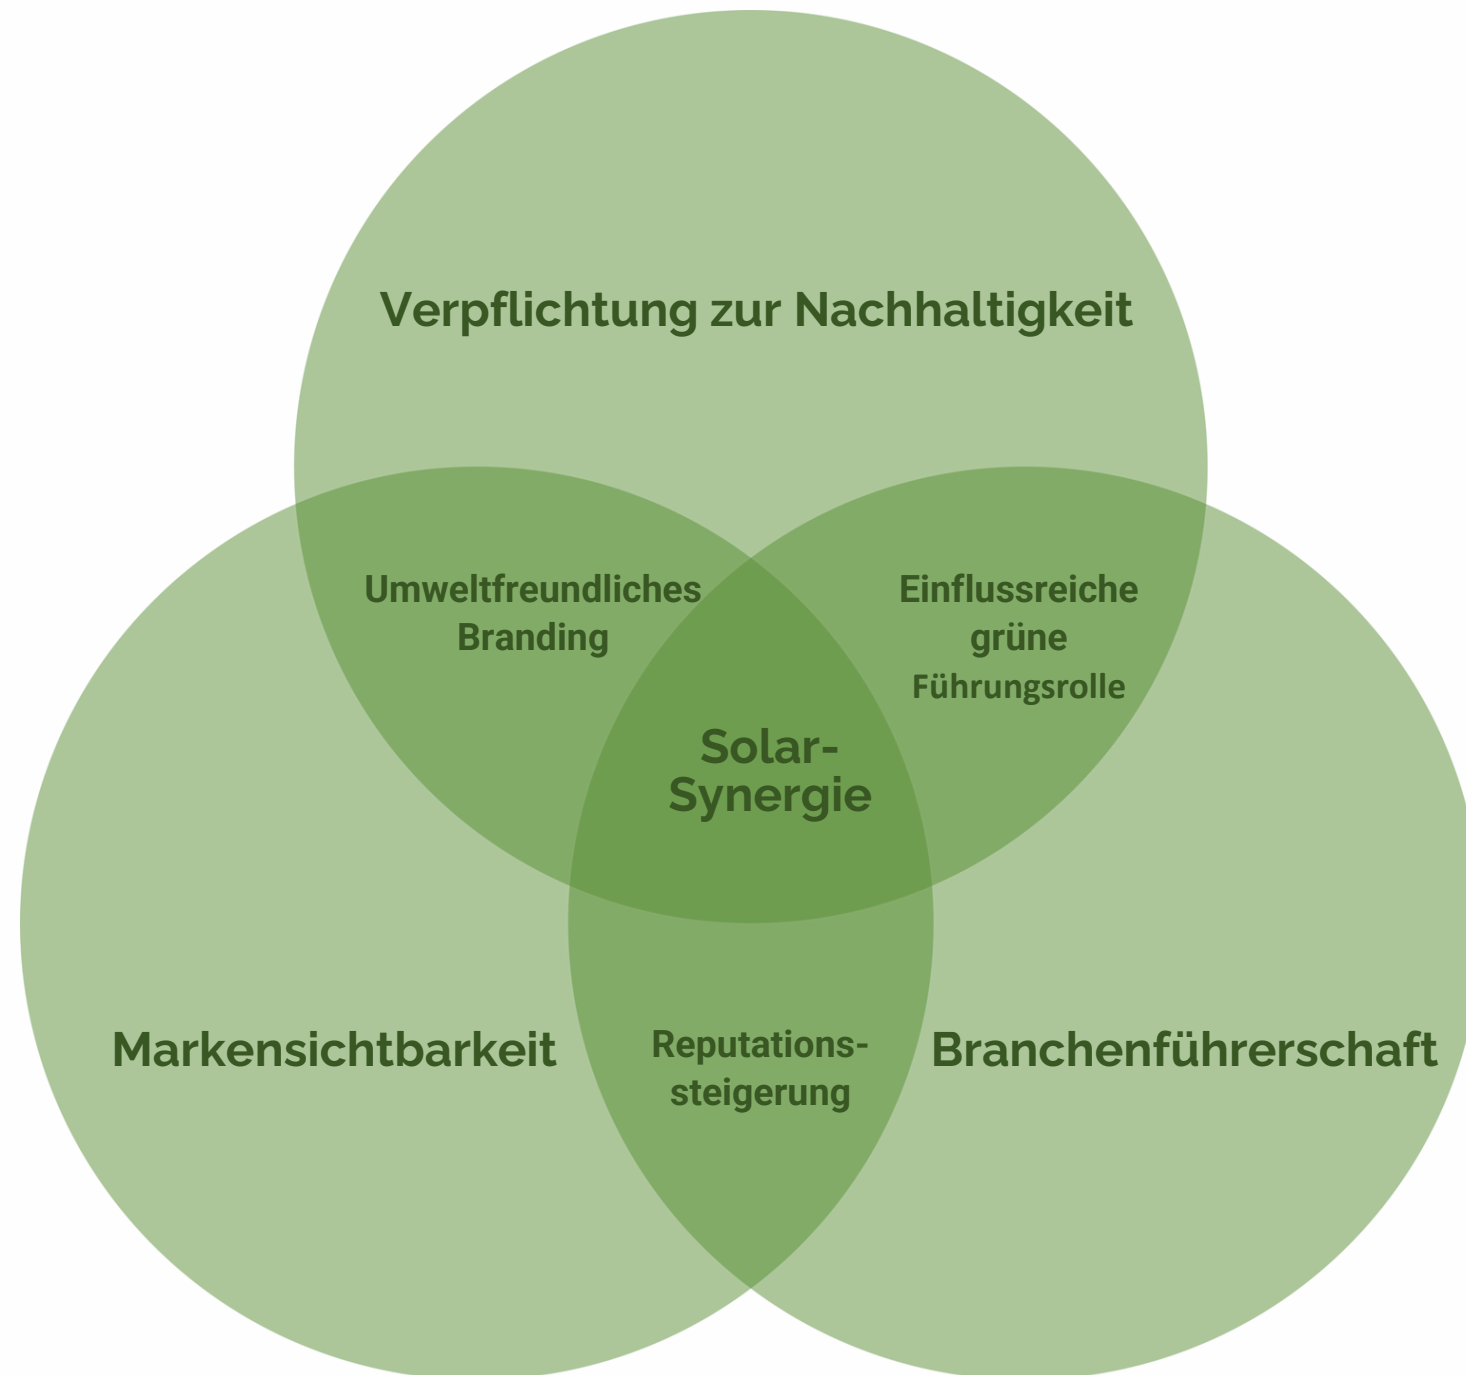 Verpflichtung zur Nachhaltigkeit
Umweltfreundliches
Branding
Einflussreiche
grüne
Führungsrolle
Solar-
Synergie
Markensichtbarkeit
Reputations-
steigerung
Branchenführerschaft